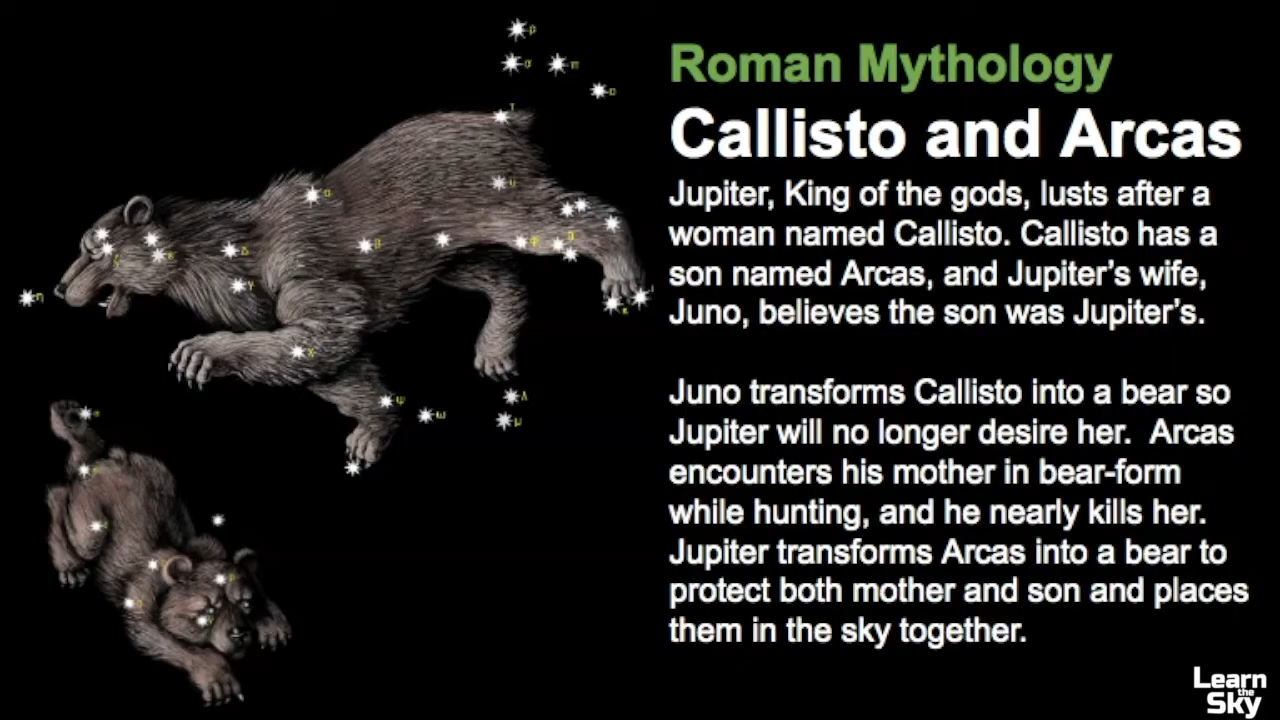 Roman Mythology
Callisto and Arcas
Jupiter, King of the gods, lusts after a
woman named Callisto. Callisto has a
son named Arcas, and Jupiter’s wife,
Juno, believes the son was Jupiter’s.
Juno transforms Callisto into a bear so
Jupiter will no longer desire her.  Arcas
encounters his mother in bear-form
while hunting, and he nearly kills her.
Jupiter transforms Arcas into a bear to
protect both mother and son and places
them in the sky together.
Learn
the
Sky